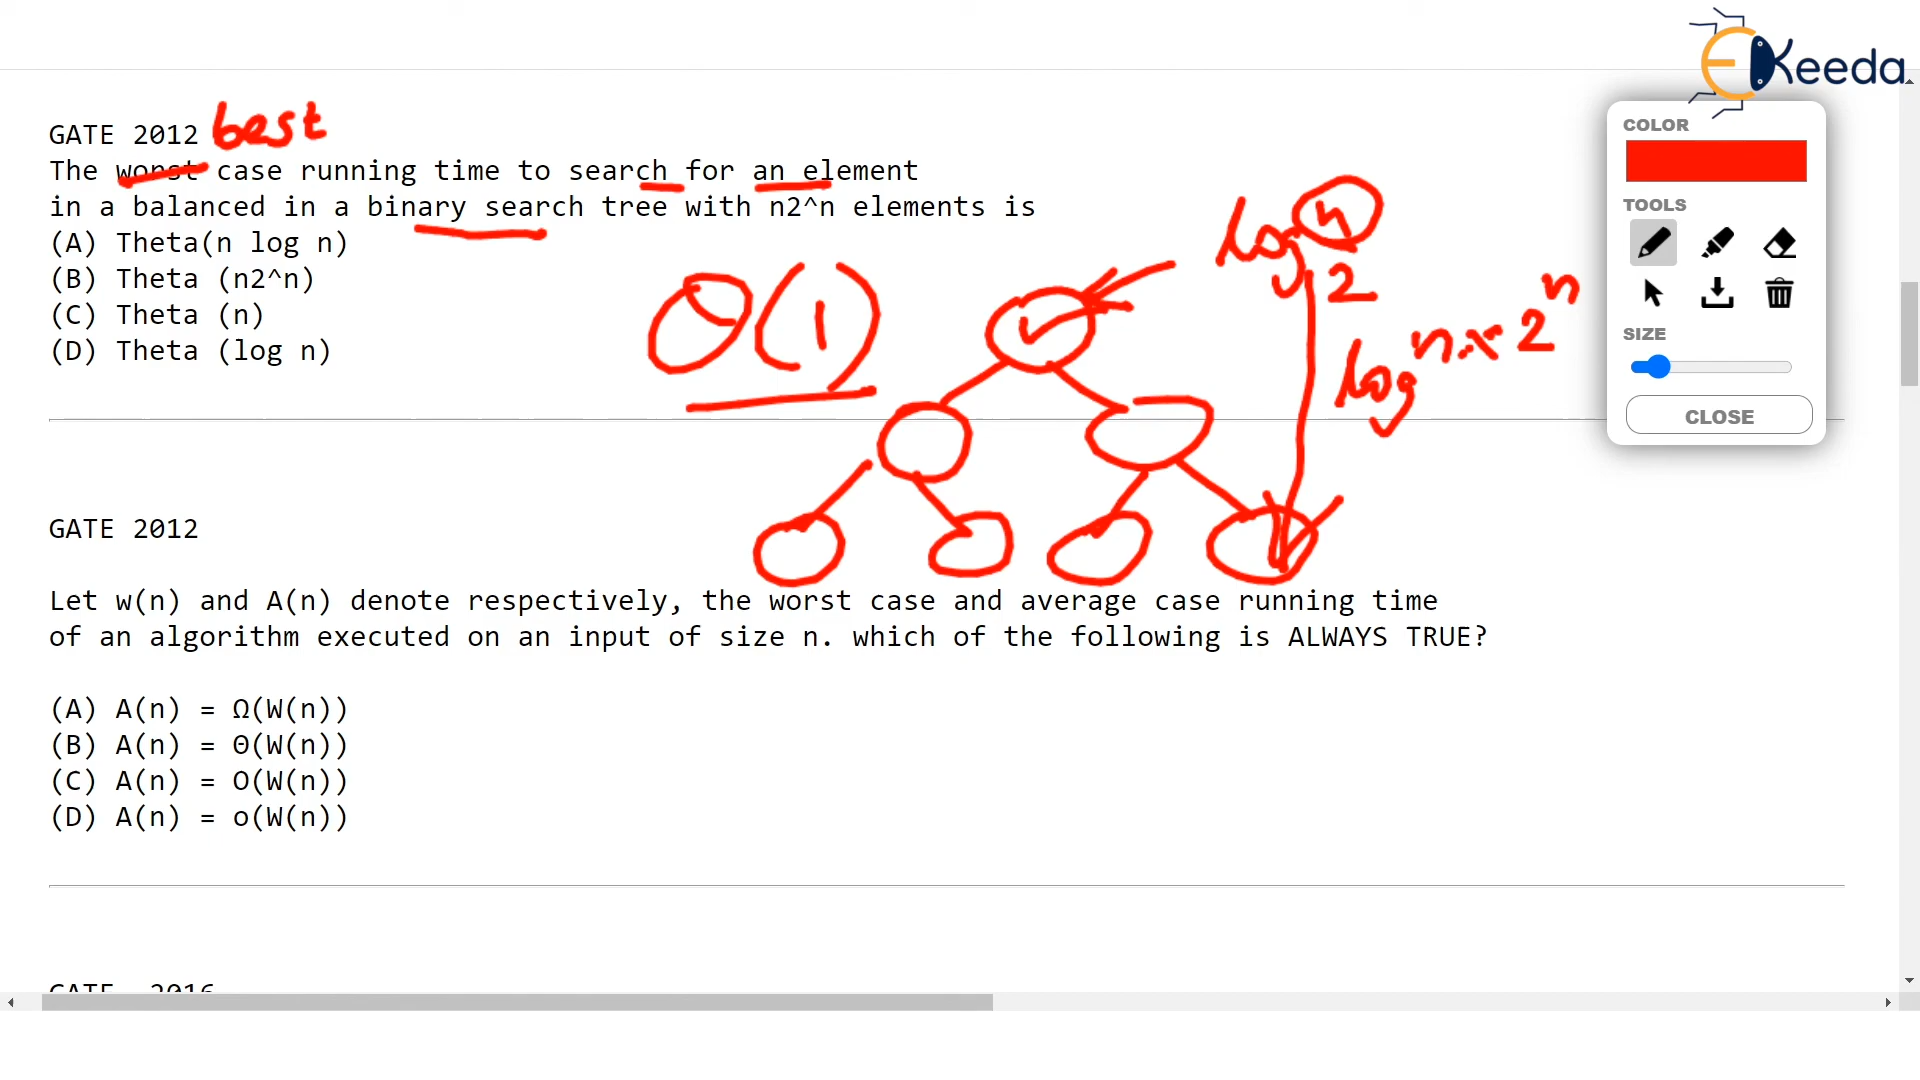 EKeeda
GATE 2012 best
The worst case running time to search for an element
in a balanced in a binary search tree with n2^n elements is
(A) Theta(n log n)
(B) Theta (n2^n)
(C) Theta (n)
(D) Theta (log n)
O(1)
log n
2
log n × 2^n
COLOR
TOOLS
SIZE
CLOSE
GATE 2012
Let w(n) and A(n) denote respectively, the worst case and average case running time
of an algorithm executed on an input of size n. which of the following is ALWAYS TRUE?
(A) A(n) = Ω(W(n))
(B) A(n) = Θ(W(n))
(C) A(n) = O(W(n))
(D) A(n) = o(W(n))
GATE 2016